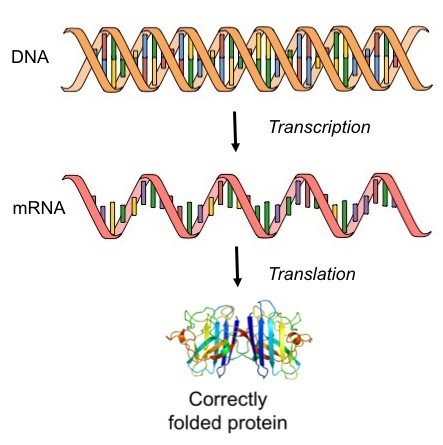 DNA
Transcription
mRNA
Translation
Correctly
folded protein